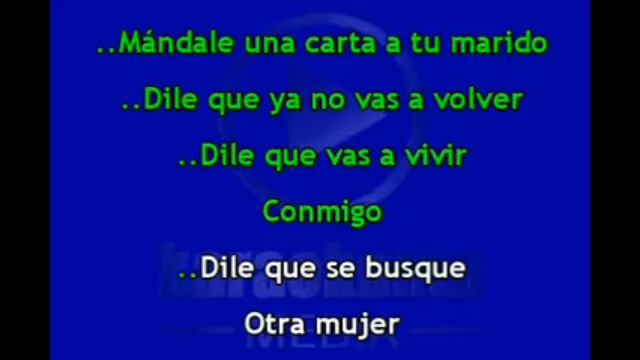 ..Mándale una carta a tu marido
..Dile que ya no vas a volver
..Dile que vas a vivir
Conmigo
..Dile que se busque
Otra mujer